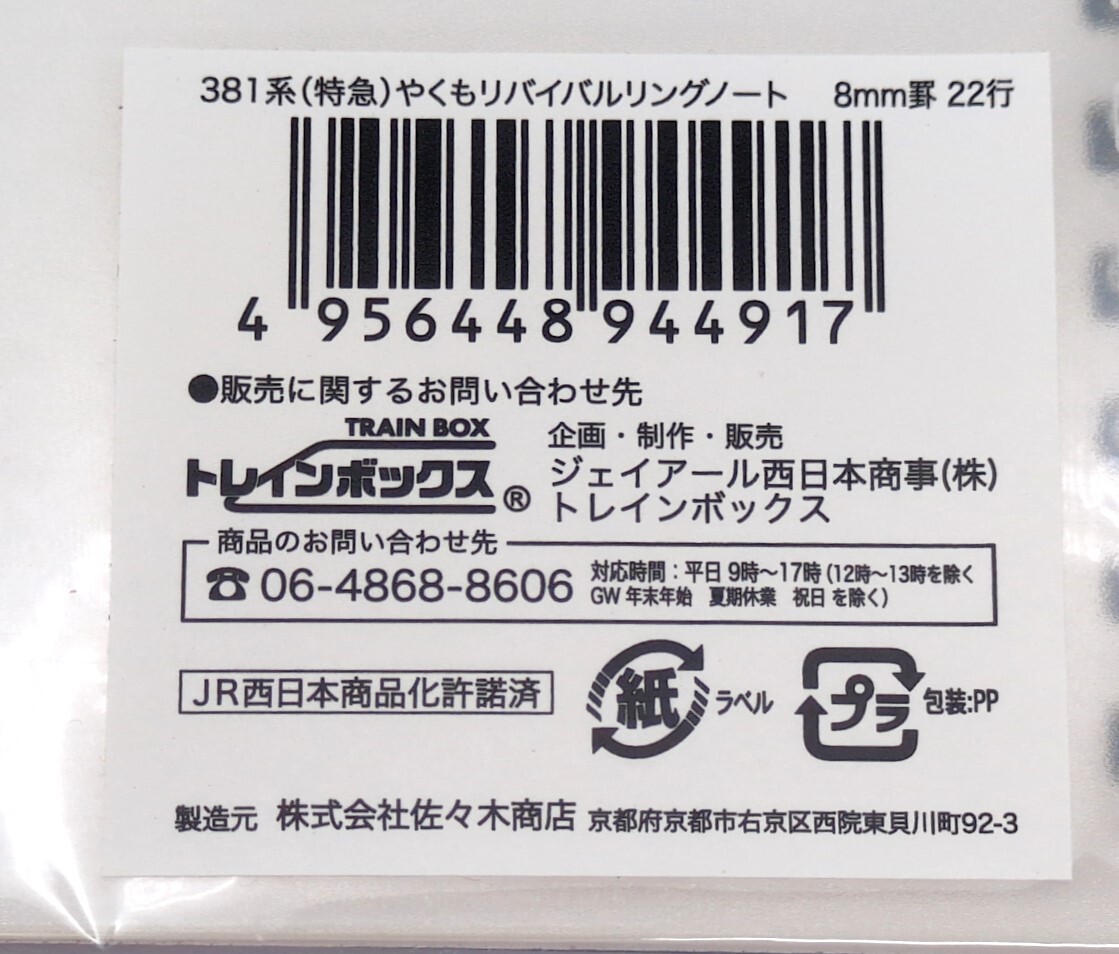 381系(特急)やくもリバイバルリングノート 8mm罫 22行
4 956448 944917
●販売に関するお問い合わせ先
TRAIN BOX
トレインボックス®
企画・制作・販売
ジェイアール西日本商事(株)
トレインボックス
商品のお問い合わせ先
☎06-4868-8606
対応時間：平日 9時〜17時 (12時〜13時を除く
GW 年末年始 夏期休業 祝日 を除く)
JR西日本商品化許諾済
紙 ラベル
プラ 包装:PP
製造元 株式会社佐々木商店 京都府京都市右京区西院東貝川町92-3